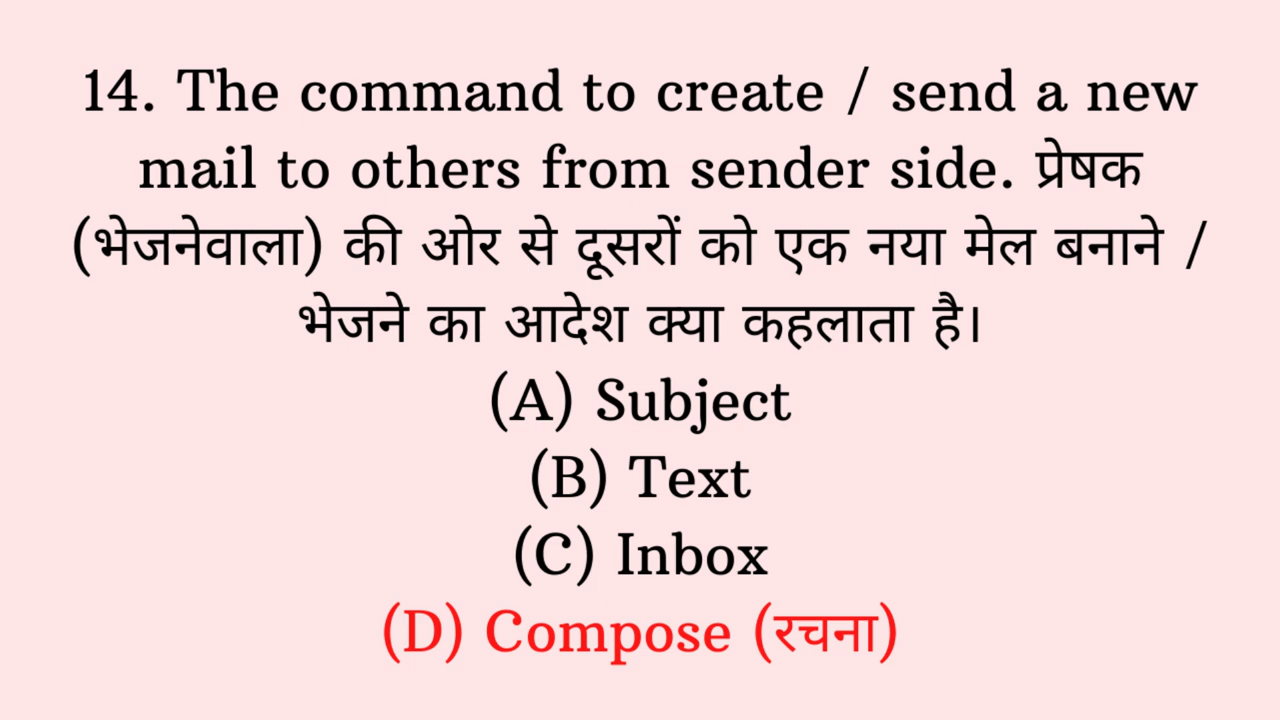 14. The command to create / send a new
mail to others from sender side. प्रेषक
(भेजनेवाला) की ओर से दूसरों को एक नया मेल बनाने /
भेजने का आदेश क्या कहलाता है।
(A) Subject
(B) Text
(C) Inbox
(D) Compose (रचना)